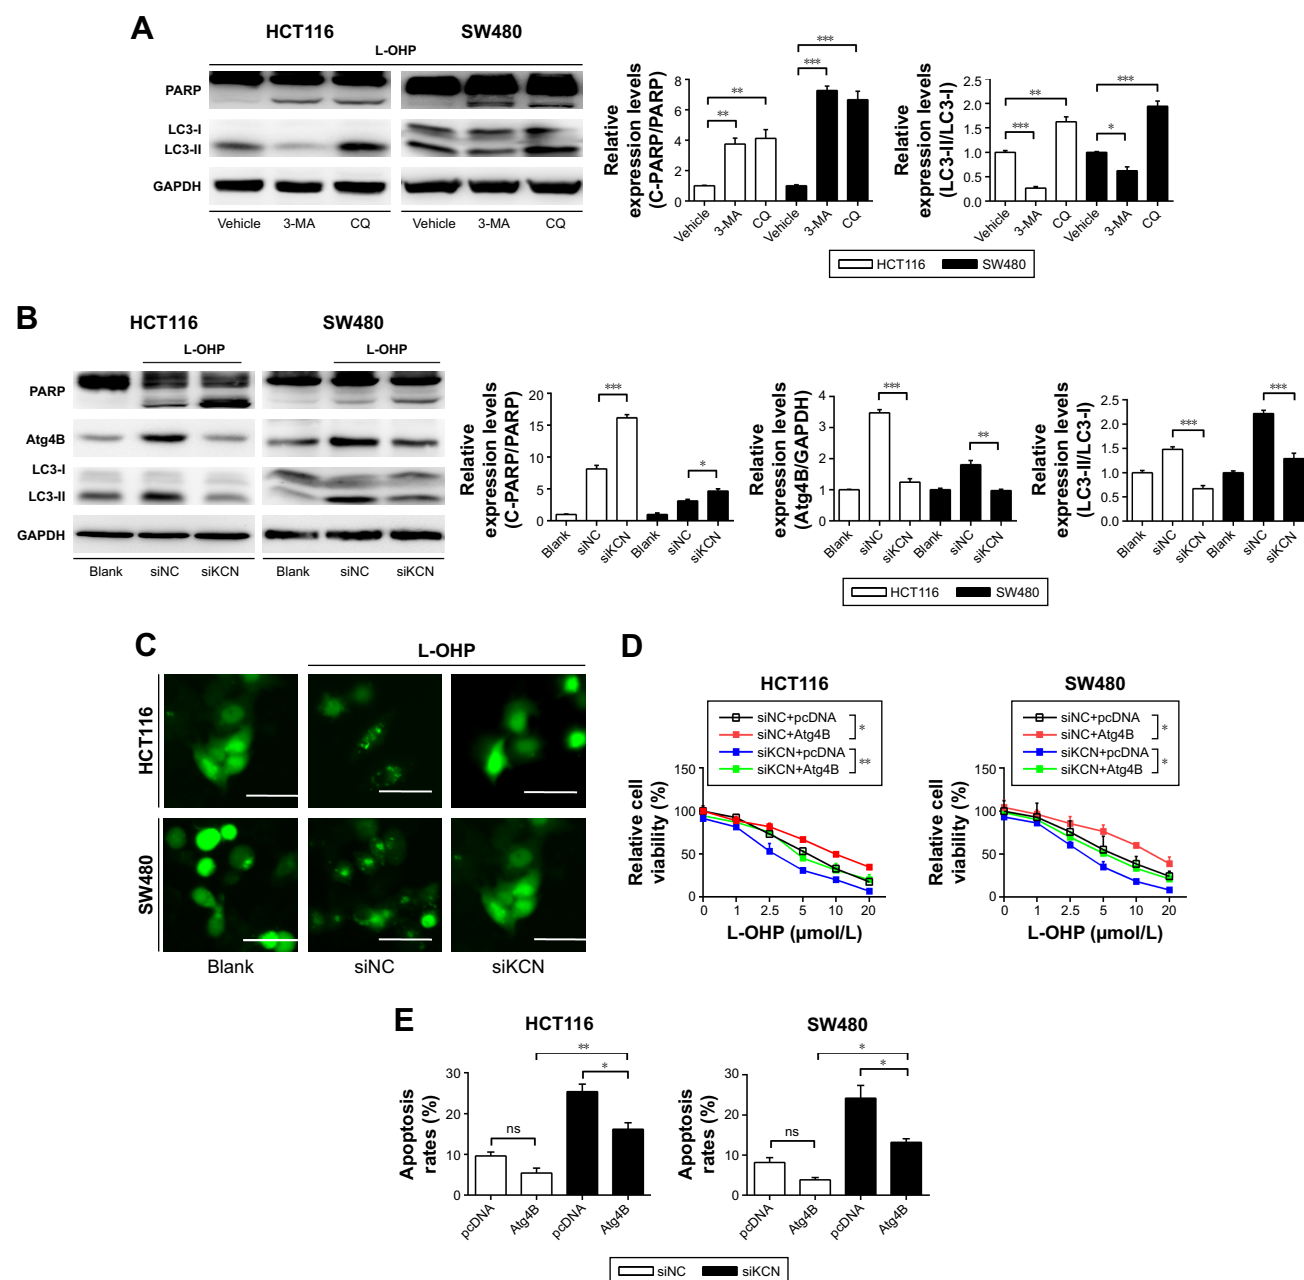 A
HCT116 SW480
L-OHP
PARP
LC3-I
LC3-II
GAPDH
Vehicle 3-MA CQ Vehicle 3-MA CQ
Relative
expression levels
(C-PARP/PARP)
8
6
4
2
0
** ** *** ***
Vehicle 3-MA CQ Vehicle 3-MA CQ
Relative
expression levels
(LC3-II/LC3-I)
2.5
2.0
1.5
1.0
0.5
0
*** ** * ***
Vehicle 3-MA CQ Vehicle 3-MA CQ
HCT116 SW480
B
HCT116 SW480
L-OHP L-OHP
PARP
Atg4B
LC3-I
LC3-II
GAPDH
Blank siNC siKCN Blank siNC siKCN
Relative
expression levels
(C-PARP/PARP)
20
15
10
5
0
*** *
Blank siNC siKCN Blank siNC siKCN
Relative
expression levels
(Atg4B/GAPDH)
4
3
2
1
0
*** **
Blank siNC siKCN Blank siNC siKCN
Relative
expression levels
(LC3-II/LC3-I)
2.5
2.0
1.5
1.0
0.5
0
*** ***
Blank siNC siKCN Blank siNC siKCN
HCT116 SW480
C
L-OHP
HCT116
SW480
Blank siNC siKCN
D
HCT116
siNC+pcDNA
siNC+Atg4B
siKCN+pcDNA
siKCN+Atg4B
*
**
Relative cell
viability (%)
150
100
50
0
0 1 2.5 5 10 20
L-OHP (μmol/L)
SW480
siNC+pcDNA
siNC+Atg4B
siKCN+pcDNA
siKCN+Atg4B
*
*
Relative cell
viability (%)
150
100
50
0
0 1 2.5 5 10 20
L-OHP (μmol/L)
E
HCT116
Apoptosis
rates (%)
30
20
10
0
**
*
ns
pcDNA Atg4B pcDNA Atg4B
SW480
Apoptosis
rates (%)
30
20
10
0
*
*
ns
pcDNA Atg4B pcDNA Atg4B
siNC siKCN